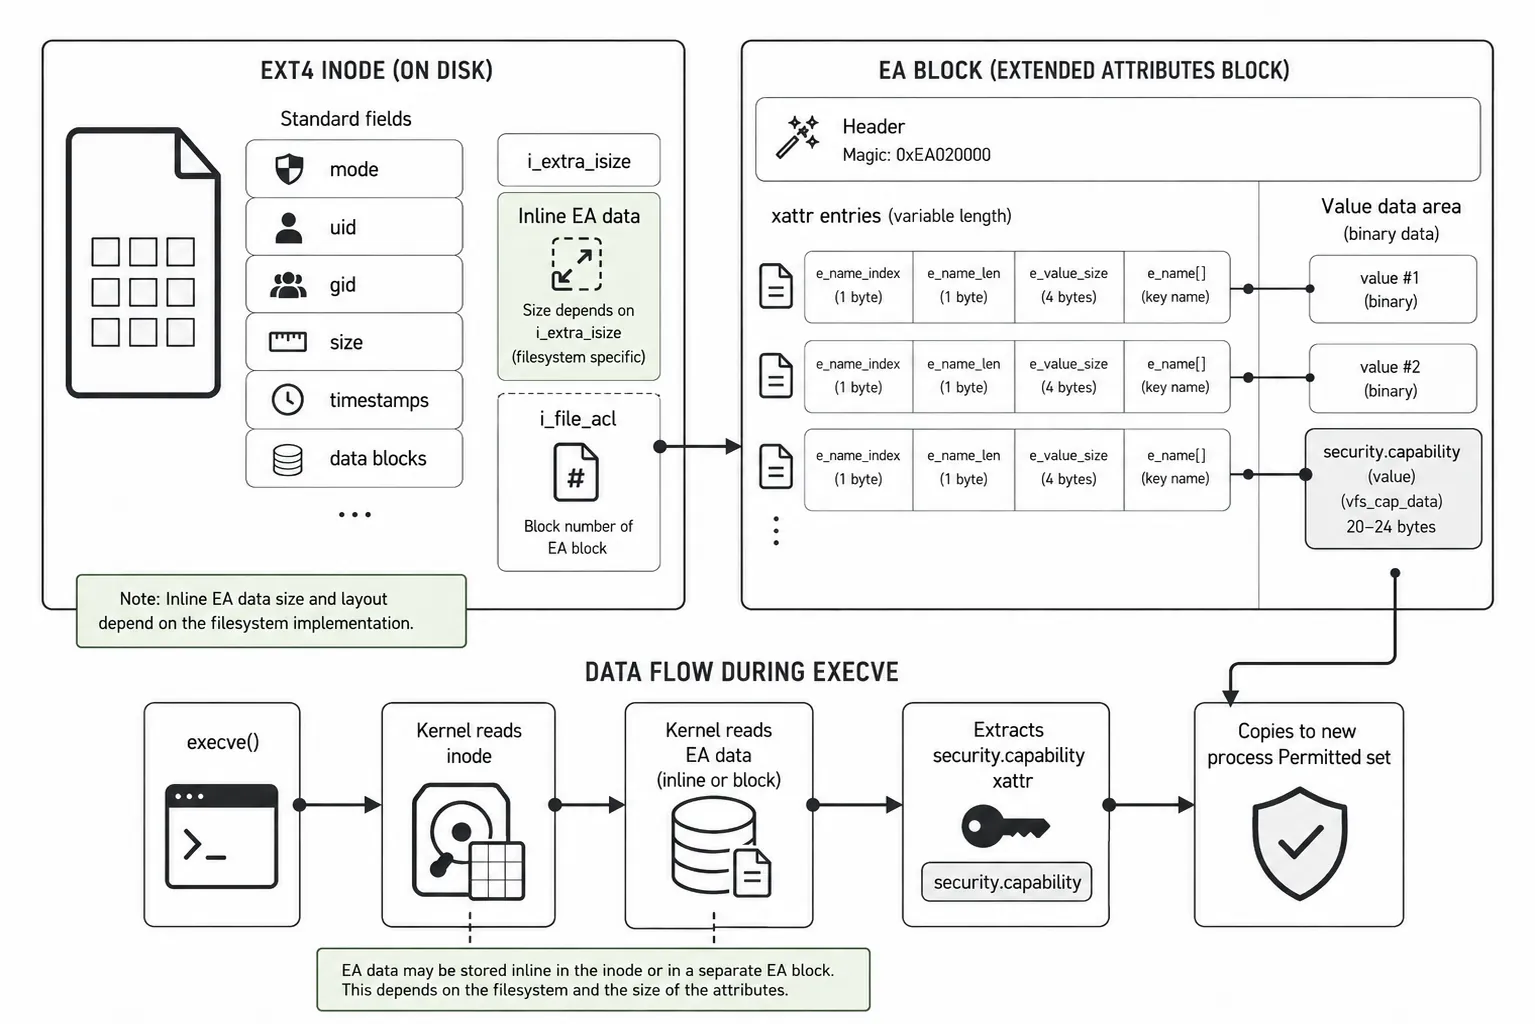 EXT4 INODE (ON DISK)
Standard fields
mode
uid
gid
size
timestamps
data blocks
...
i_extra_isize
Inline EA data
Size depends on
i_extra_isize
(filesystem specific)
i_file_acl
#
Block number of
EA block
Note: Inline EA data size and layout
depend on the filesystem implementation.
EA BLOCK (EXTENDED ATTRIBUTES BLOCK)
Header
Magic: 0xEA020000
xattr entries (variable length)
Value data area
(binary data)
e_name_index
(1 byte)
e_name_len
(1 byte)
e_value_size
(4 bytes)
e_name[]
(key name)
value #1
(binary)
e_name_index
(1 byte)
e_name_len
(1 byte)
e_value_size
(4 bytes)
e_name[]
(key name)
value #2
(binary)
e_name_index
(1 byte)
e_name_len
(1 byte)
e_value_size
(4 bytes)
e_name[]
(key name)
security.capability
(value)
(vfs_cap_data)
20–24 bytes
DATA FLOW DURING EXECVE
execve()
Kernel reads
inode
Kernel reads
EA data
(inline or block)
Extracts
security.capability
xattr
security.capability
Copies to new
process Permitted set
EA data may be stored inline in the inode or in a separate EA block.
This depends on the filesystem and the size of the attributes.